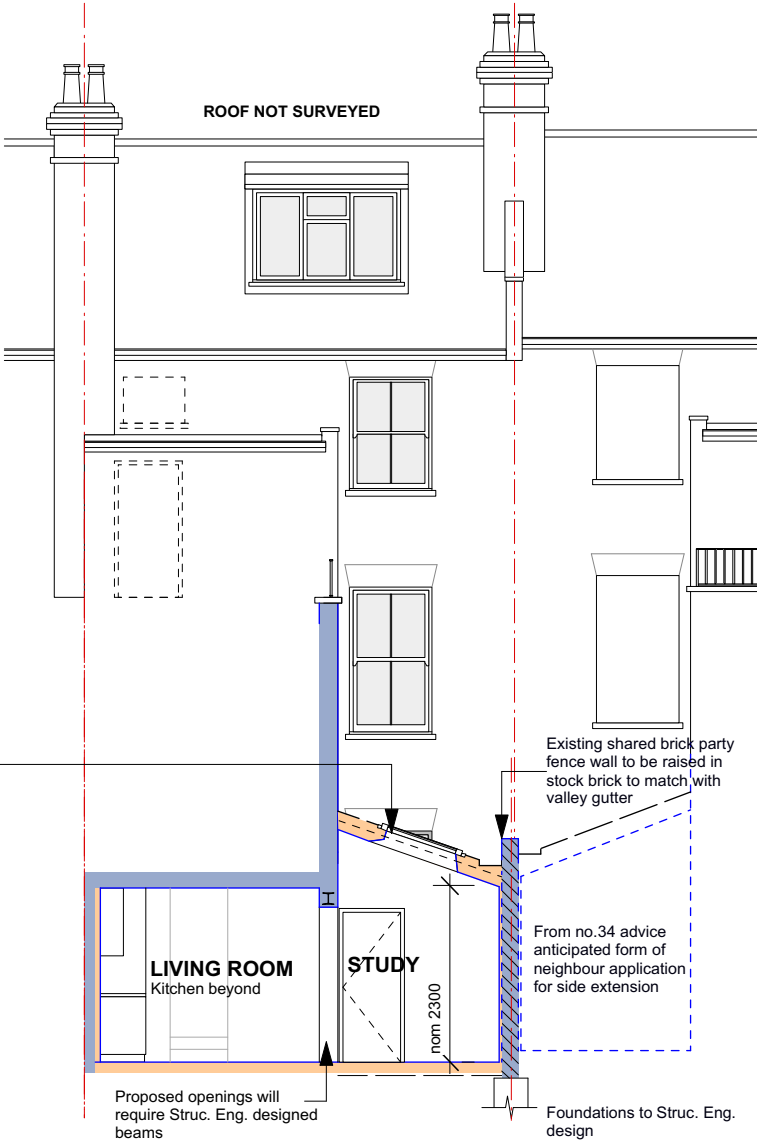 ROOF NOT SURVEYED
Existing shared brick party
fence wall to be raised in
stock brick to match with
valley gutter
From no.34 advice
anticipated form of
neighbour application
for side extension
LIVING ROOM
Kitchen beyond
STUDY
nom 2300
Proposed openings will
require Struc. Eng. designed
beams
Foundations to Struc. Eng.
design